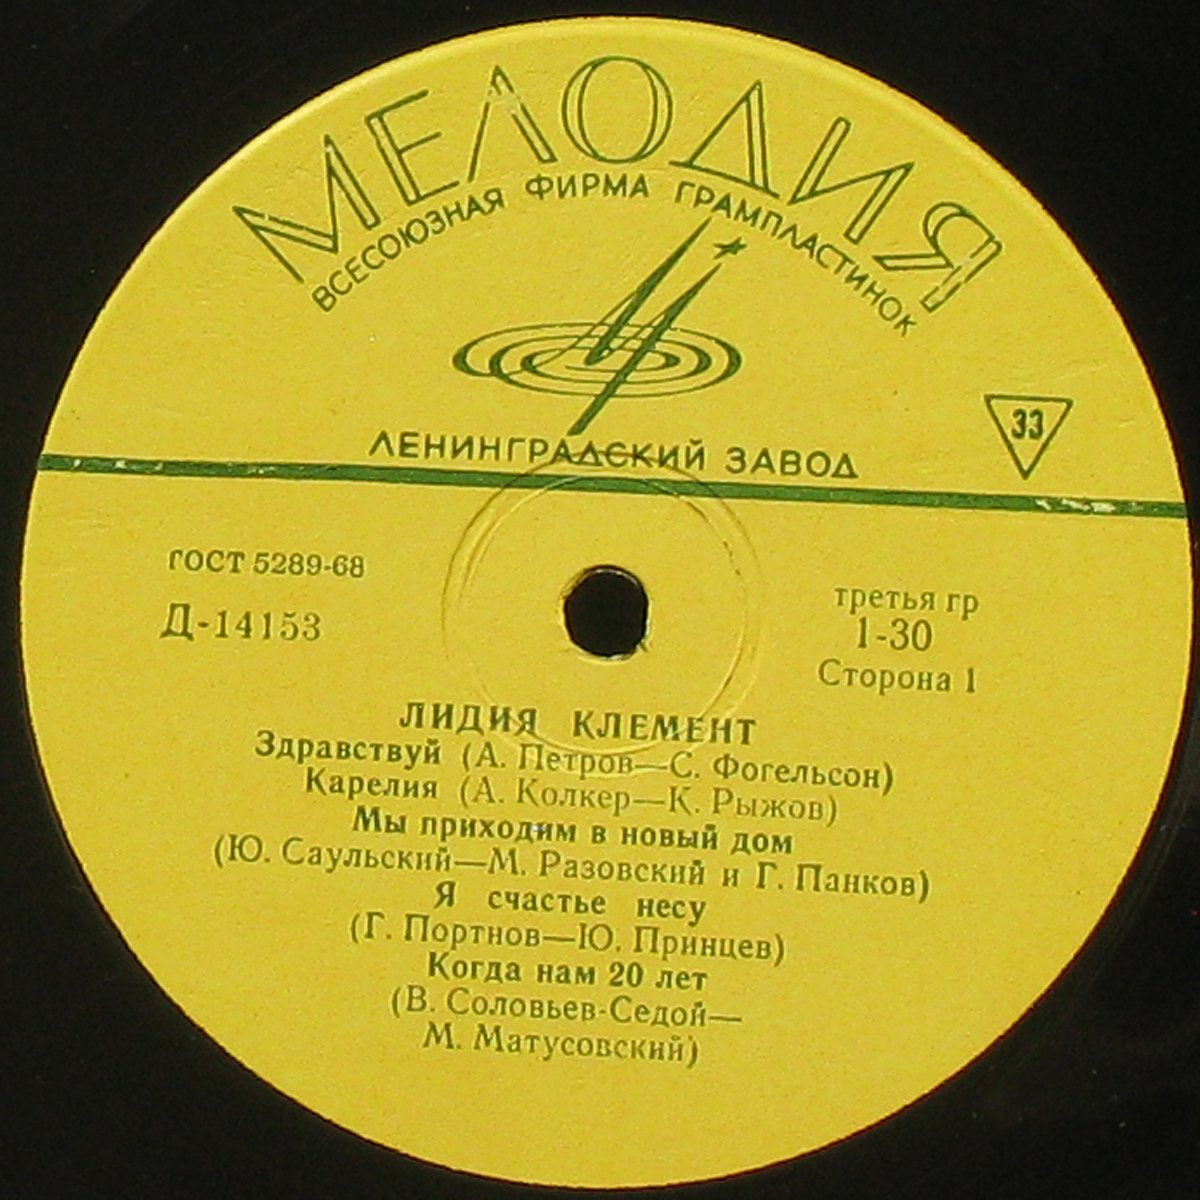 МЕЛОДИЯ
ВСЕСОЮЗНАЯ ФИРМА ГРАМПЛАСТИНОК
33
ЛЕНИНГРАДСКИЙ ЗАВОД
ГОСТ 5289-68
Д-14153
третья гр
1-30
Сторона 1
ЛИДИЯ КЛЕМЕНТ
Здравствуй (А. Петров—С. Фогельсон)
Карелия (А. Колкер—К. Рыжов)
Мы приходим в новый дом
(Ю. Саульский—М. Разовский и Г. Панков)
Я счастье несу
(Г. Портнов—Ю. Принцев)
Когда нам 20 лет
(В. Соловьев-Седой—
М. Матусовский)